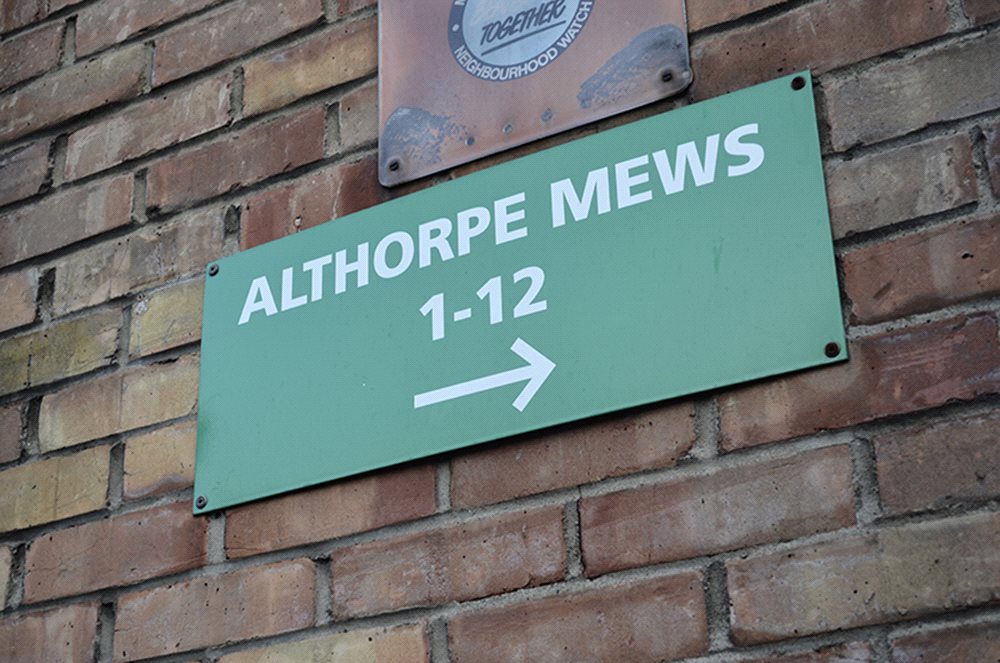 TOGETHER
NEIGHBOURHOOD WATCH
ALTHORPE MEWS
1-12